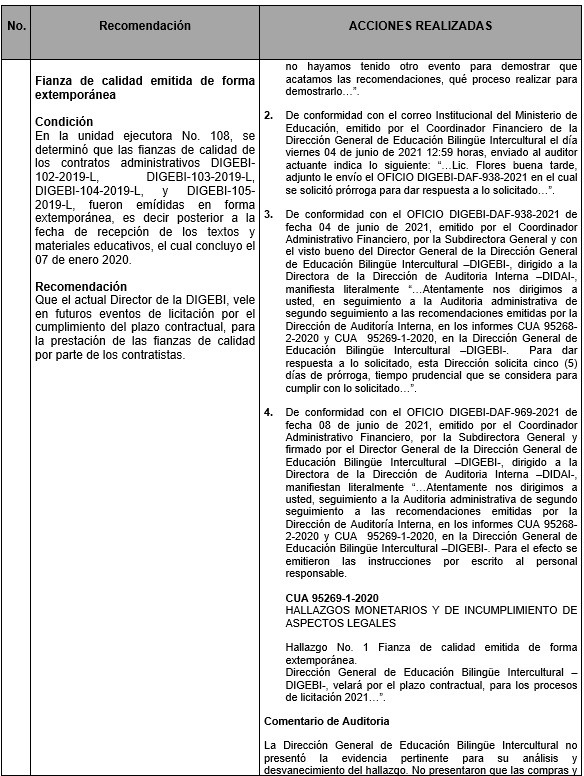 No.
Recomendación
ACCIONES REALIZADAS
Fianza de calidad emitida de forma
extemporánea
Condición
En la unidad ejecutora No. 108, se
determinó que las fianzas de calidad de
los contratos administrativos DIGEBI-
102-2019-L, DIGEBI-103-2019-L,
DIGEBI-104-2019-L, y DIGEBI-105-
2019-L, fueron emídidas en forma
extemporánea, es decir posterior a la
fecha de recepción de los textos y
materiales educativos, el cual concluyo el
07 de enero 2020.
Recomendación
Que el actual Director de la DIGEBI, vele
en futuros eventos de licitación por el
cumplimiento del plazo contractual, para
la prestación de las fianzas de calidad
por parte de los contratistas.
no hayamos tenido otro evento para demostrar que
acatamos las recomendaciones, qué proceso realizar para
demostrarlo…”.
2. De conformidad con el correo Institucional del Ministerio de
Educación, emitido por el Coordinador Financiero de la
Dirección General de Educación Bilingüe Intercultural el día
viernes 04 de junio de 2021 12:59 horas, enviado al auditor
actuante indica lo siguiente: “…Lic. Flores buena tarde,
adjunto le envío el OFICIO DIGEBI-DAF-938-2021 en el cual
se solicitó prórroga para dar respuesta a lo solicitado…”.
3. De conformidad con el OFICIO DIGEBI-DAF-938-2021 de
fecha 04 de junio de 2021, emitido por el Coordinador
Administrativo Financiero, por la Subdirectora General y con
el visto bueno del Director General de la Dirección General
de Educación Bilingüe Intercultural –DIGEBI-, dirigido a la
Directora de la Dirección de Auditoria Interna –DIDAI-,
manifiesta literalmente “…Atentamente nos dirigimos a
usted, en seguimiento a la Auditoria administrativa de
segundo seguimiento a las recomendaciones emitidas por la
Dirección de Auditoría Interna, en los informes CUA 95268-
2-2020 y CUA 95269-1-2020, en la Dirección General de
Educación Bilingüe Intercultural –DIGEBI-. Para dar
respuesta a lo solicitado, esta Dirección solicita cinco (5)
días de prórroga, tiempo prudencial que se considera para
cumplir con lo solicitado…”.
4. De conformidad con el OFICIO DIGEBI-DAF-969-2021 de
fecha 08 de junio de 2021, emitido por el Coordinador
Administrativo Financiero, por la Subdirectora General y
firmado por el Director General de la Dirección General de
Educación Bilingüe Intercultural –DIGEBI-, dirigido a la
Directora de la Dirección de Auditoria Interna –DIDAI-,
manifiestan literalmente “…Atentamente nos dirigimos a
usted, seguimiento a la Auditoria administrativa de segundo
seguimiento a las recomendaciones emitidas por la
Dirección de Auditoría Interna, en los informes CUA 95268-
2-2020 y CUA 95269-1-2020, en la Dirección General de
Educación Bilingüe Intercultural –DIGEBI-. Para el efecto se
emitieron las instrucciones por escrito al personal
responsable.
CUA 95269-1-2020
HALLAZGOS MONETARIOS Y DE INCUMPLIMIENTO DE
ASPECTOS LEGALES
Hallazgo No. 1 Fianza de calidad emitida de forma
extemporánea.
Dirección General de Educación Bilingüe Intercultural –
DIGEBI-, velará por el plazo contractual, para los procesos
de licitación 2021…”.
Comentario de Auditoria
La Dirección General de Educación Bilingüe Intercultural no
presentó la evidencia pertinente para su análisis y
desvanecimiento del hallazgo. No presentaron que las compras y